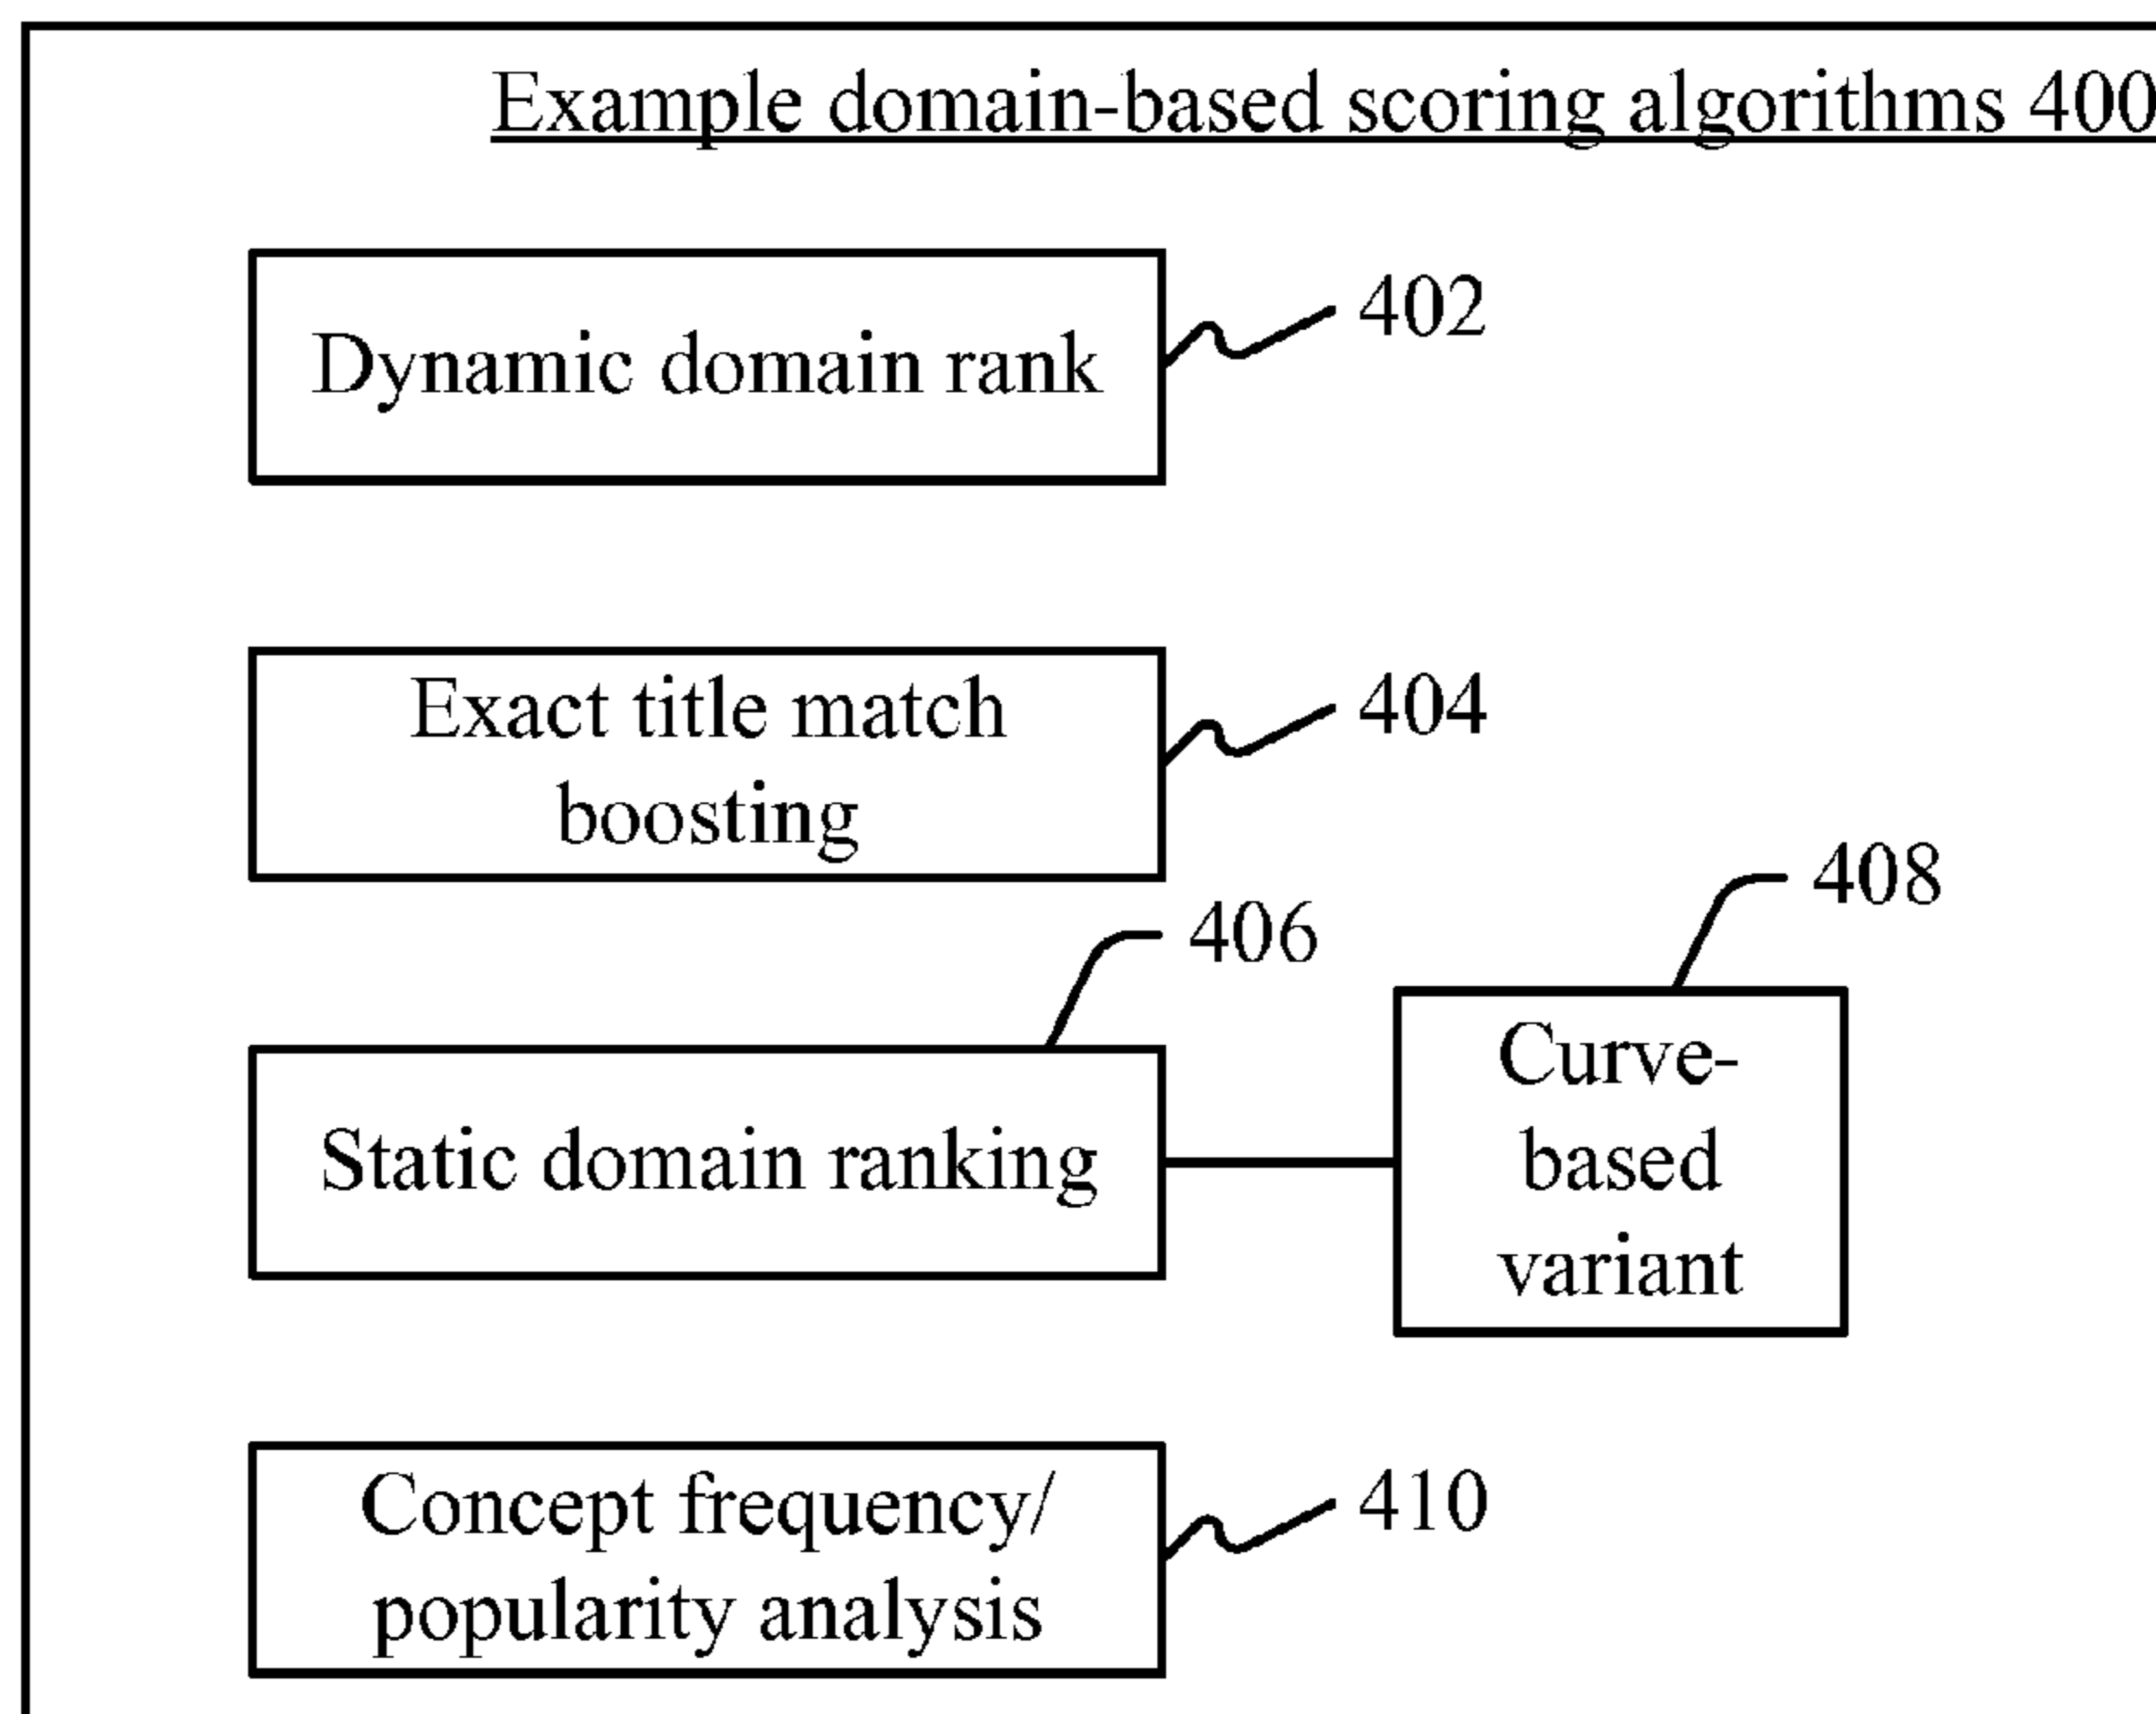 Example domain-based scoring algorithms 400
Dynamic domain rank
402
Exact title match
boosting
404
406
408
Static domain ranking
Curve-
based
variant
Concept frequency/
popularity analysis
410